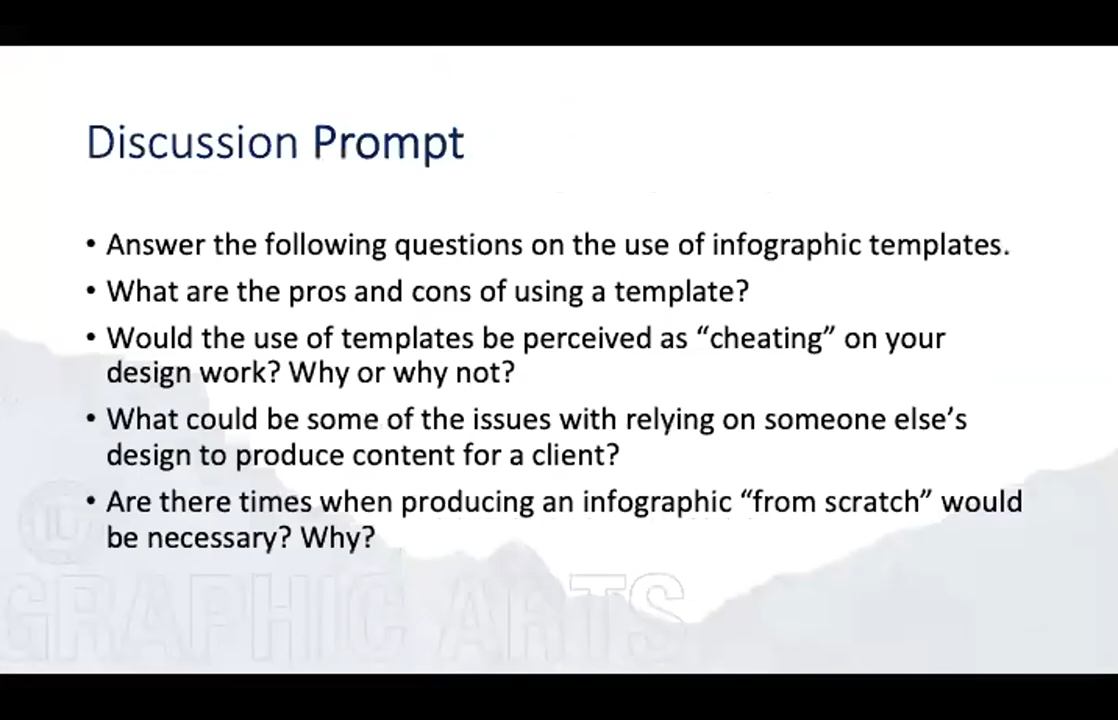 Discussion Prompt
• Answer the following questions on the use of infographic templates.
• What are the pros and cons of using a template?
• Would the use of templates be perceived as “cheating” on your
design work? Why or why not?
• What could be some of the issues with relying on someone else’s
design to produce content for a client?
• Are there times when producing an infographic “from scratch” would
be necessary? Why?
GRAPHIC ARTS